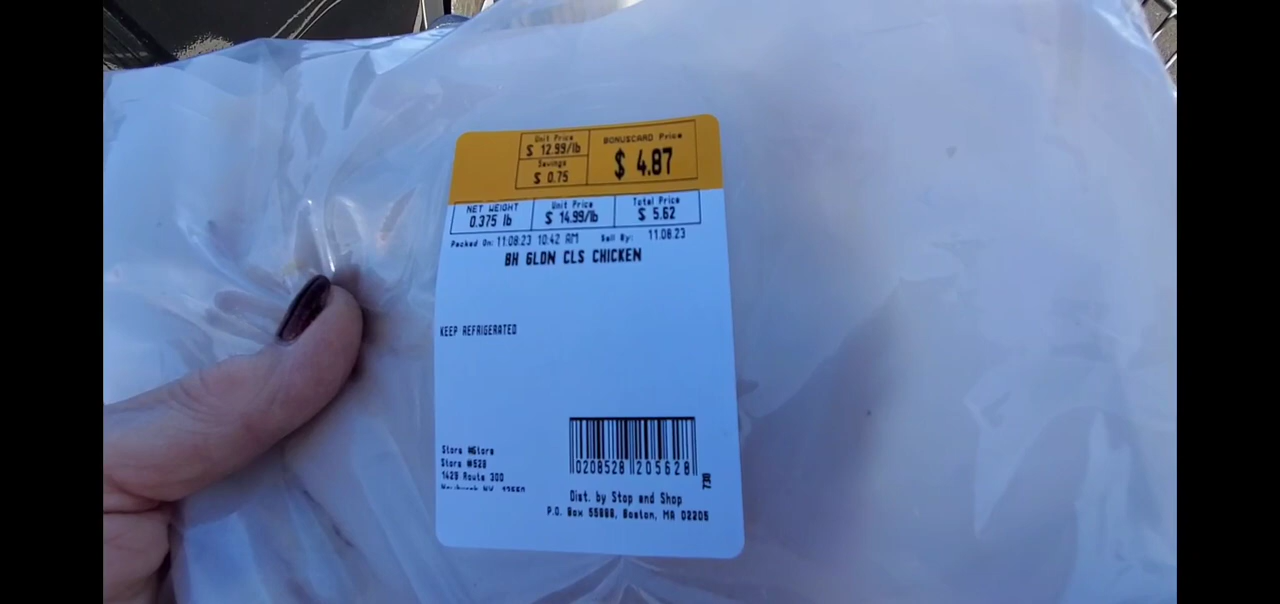 Unit Price
$ 12.99/lb
Savings
$ 0.75
BONUSCARD Price
$ 4.87
NET WEIGHT
0.375 lb
Unit Price
$ 14.99/lb
Total Price
$ 5.62
Packed On: 11.08.23 10:42 AM Sell By: 11.08.23
BH GLDN CLS CHICKEN
KEEP REFRIGERATED
Store
Store #528
1429 Route 300
0208528 205628
730
Dist. by Stop and Shop
P.O. Box 55888, Boston, MA 02205